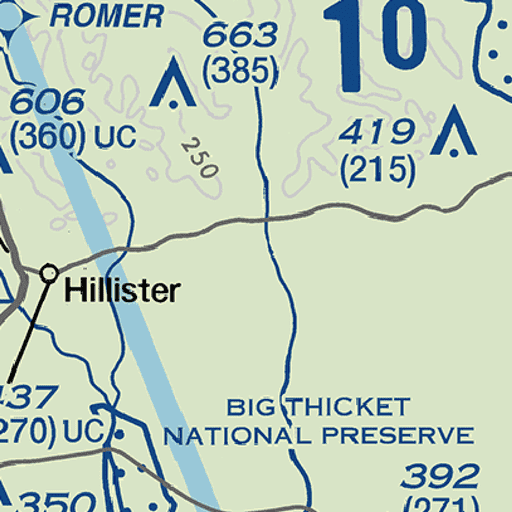 ROMER
663
(385)
10
606
(360) UC
419
(215)
250
Hillister
437
270) UC
BIG THICKET
NATIONAL PRESERVE
392
(271)
350